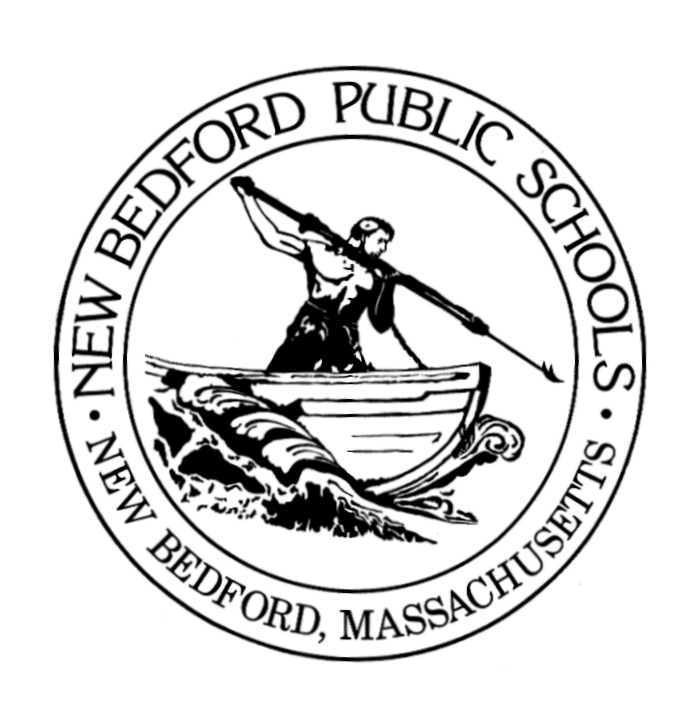 NEW BEDFORD PUBLIC SCHOOLS
• NEW BEDFORD, MASSACHUSETTS •